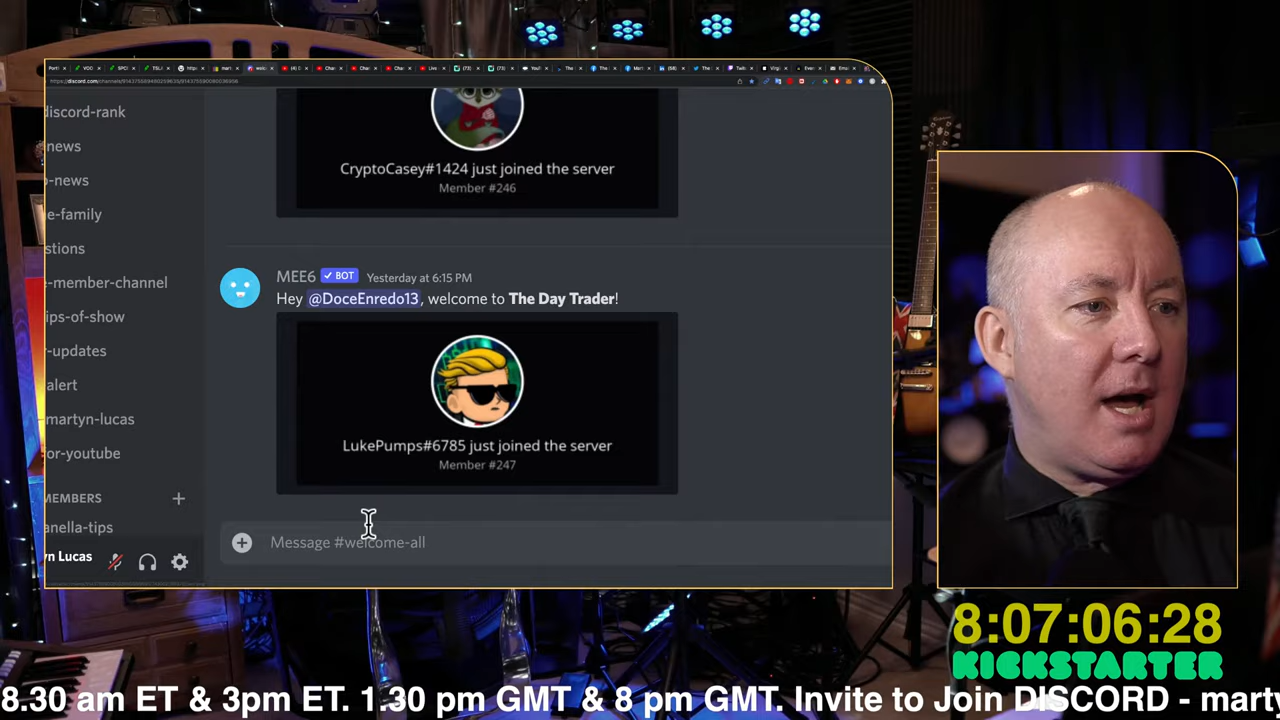 discord-rank
news
-news
e-family
stions
e-member-channel
ips-of-show
-updates
alert
martyn-lucas
or-youtube
MEMBERS +
anella-tips
yn Lucas
CryptoCasey#1424 just joined the server
Member #246
MEE6 ✓ BOT Yesterday at 6:15 PM
Hey @DoceEnredo13, welcome to The Day Trader!
LukePumps#6785 just joined the server
Member #247
Message #welcome-all
8:07:06:28
KICKSTARTER
8.30 am ET & 3pm ET. 1.30 pm GMT & 8 pm GMT. Invite to Join DISCORD - marty